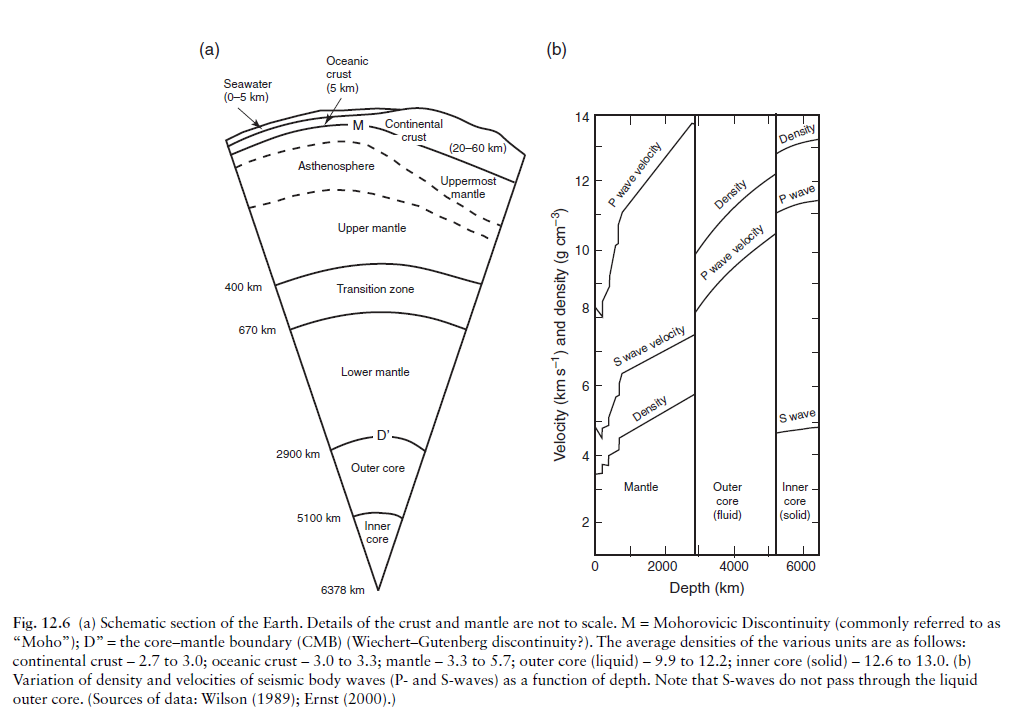 (a)
Oceanic
crust
(5 km)
Seawater
(0–5 km)
M
Continental
crust
(20–60 km)
Asthenosphere
Uppermost
mantle
Upper mantle
400 km
Transition zone
670 km
Lower mantle
D'
2900 km
Outer core
5100 km
Inner
core
6378 km
(b)
Velocity (km s⁻¹) and density (g cm⁻³)
14
12
10
8
6
4
2
P wave velocity
S wave velocity
Density
Mantle
Density
P wave velocity
Outer
core
(fluid)
Density
P wave
S wave
Inner
core
(solid)
0
2000
4000
6000
Depth (km)
Fig. 12.6 (a) Schematic section of the Earth. Details of the crust and mantle are not to scale. M = Mohorovicic Discontinuity (commonly referred to as
“Moho”); D” = the core–mantle boundary (CMB) (Wiechert–Gutenberg discontinuity?). The average densities of the various units are as follows:
continental crust – 2.7 to 3.0; oceanic crust – 3.0 to 3.3; mantle – 3.3 to 5.7; outer core (liquid) – 9.9 to 12.2; inner core (solid) – 12.6 to 13.0. (b)
Variation of density and velocities of seismic body waves (P- and S-waves) as a function of depth. Note that S-waves do not pass through the liquid
outer core. (Sources of data: Wilson (1989); Ernst (2000).)